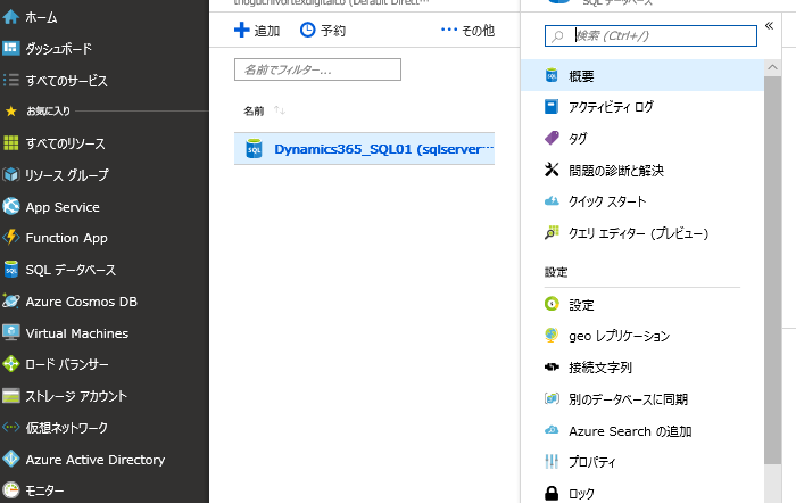 ホーム
ダッシュボード
すべてのサービス
お気に入り
すべてのリソース
リソース グループ
App Service
Function App
SQL データベース
Azure Cosmos DB
Virtual Machines
ロード バランサー
ストレージ アカウント
仮想ネットワーク
Azure Active Directory
モニター
追加
予約
その他
名前でフィルター...
名前
Dynamics365_SQL01 (sqlserver…
SQL データベース
検索 (Ctrl+/)
概要
アクティビティ ログ
タグ
問題の診断と解決
クイック スタート
クエリ エディター (プレビュー)
設定
設定
geo レプリケーション
接続文字列
別のデータベースに同期
Azure Search の追加
プロパティ
ロック